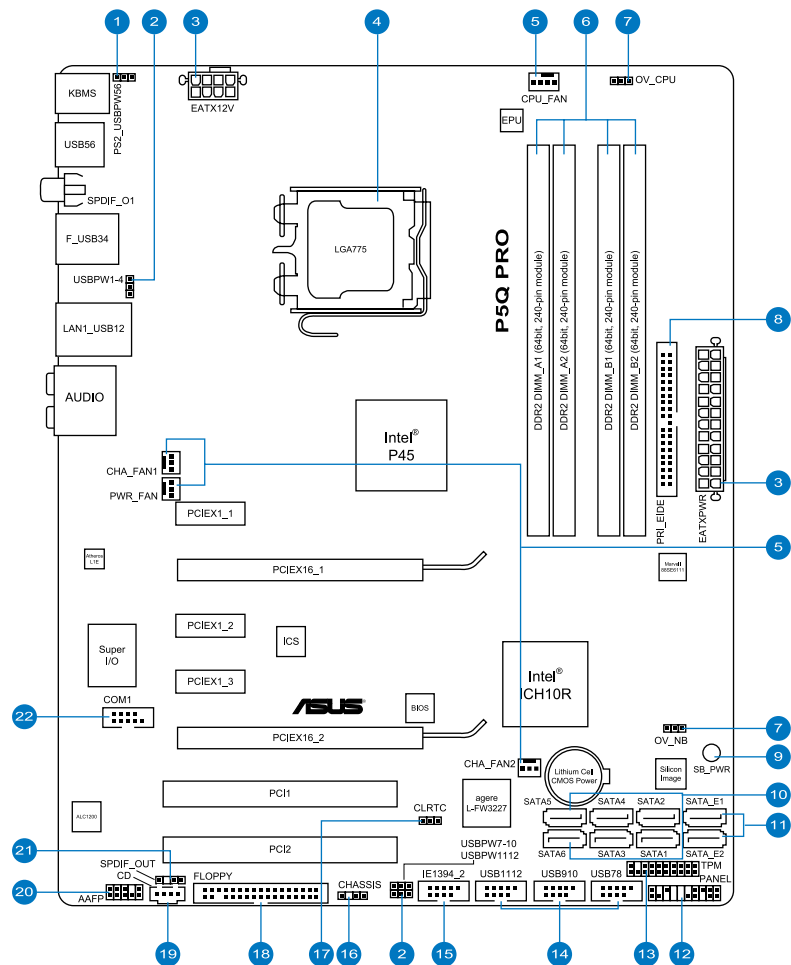 1
2
3
4
5
6
7
KBMS
PS2_USBPW56
EATX12V
CPU_FAN
OV_CPU
EPU
USB56
SPDIF_O1
F_USB34
LGA775
P5Q PRO
DDR2 DIMM_A1 (64bit, 240-pin module)
DDR2 DIMM_A2 (64bit, 240-pin module)
DDR2 DIMM_B1 (64bit, 240-pin module)
DDR2 DIMM_B2 (64bit, 240-pin module)
USBPW1-4
LAN1_USB12
8
AUDIO
Intel®
P45
CHA_FAN1
PWR_FAN
PRI_EIDE
EATXPWR
3
PCIEX1_1
5
Atheros
L1E
PCIEX16_1
Marvell
88SE6111
PCIEX1_2
ICS
Super
I/O
Intel®
ICH10R
PCIEX1_3
COM1
22
ASUS
BIOS
7
OV_NB
PCIEX16_2
9
SB_PWR
CHA_FAN2
Lithium Cell
CMOS Power
Silicon
Image
PCI1
agere
L-FW3227
10
SATA5
SATA4
SATA2
SATA_E1
CLRTC
17
11
ALC1200
PCI2
USBPW7-10
USBPW1112
SATA6
SATA3
SATA1
SATA_E2
21
SPDIF_OUT
CD
FLOPPY
CHASSIS
IE1394_2
USB1112
USB910
USB78
TPM
PANEL
20
AAFP
19
18
16
2
15
14
13
12